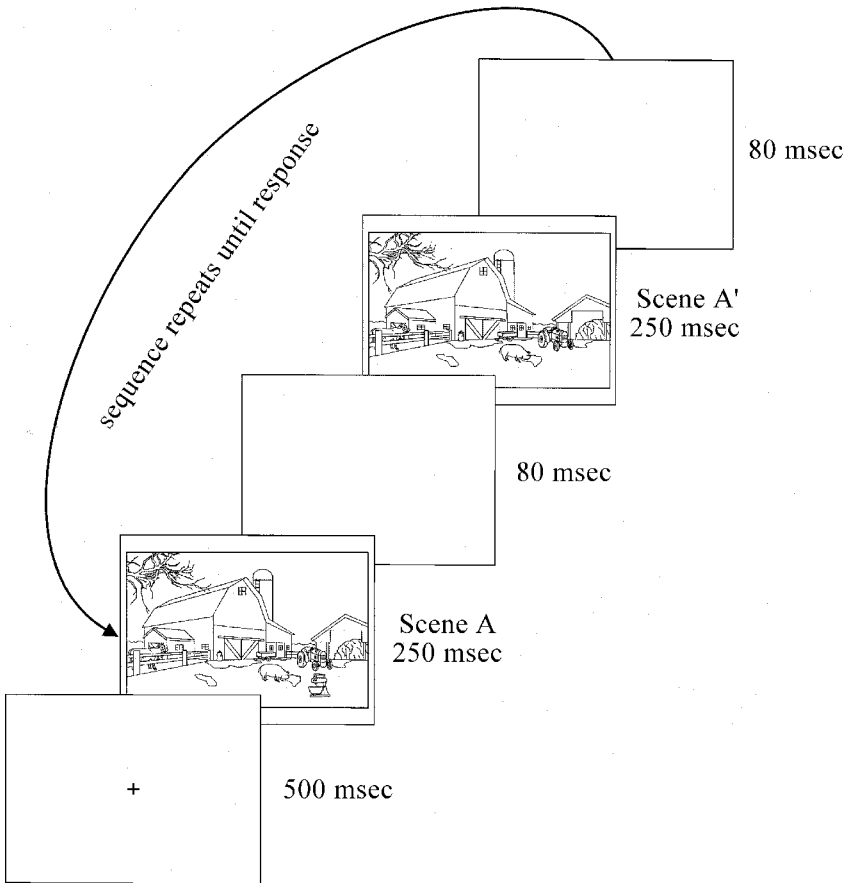 80 msec
sequence repeats until response
Scene A'
250 msec
80 msec
Scene A
250 msec
+
500 msec